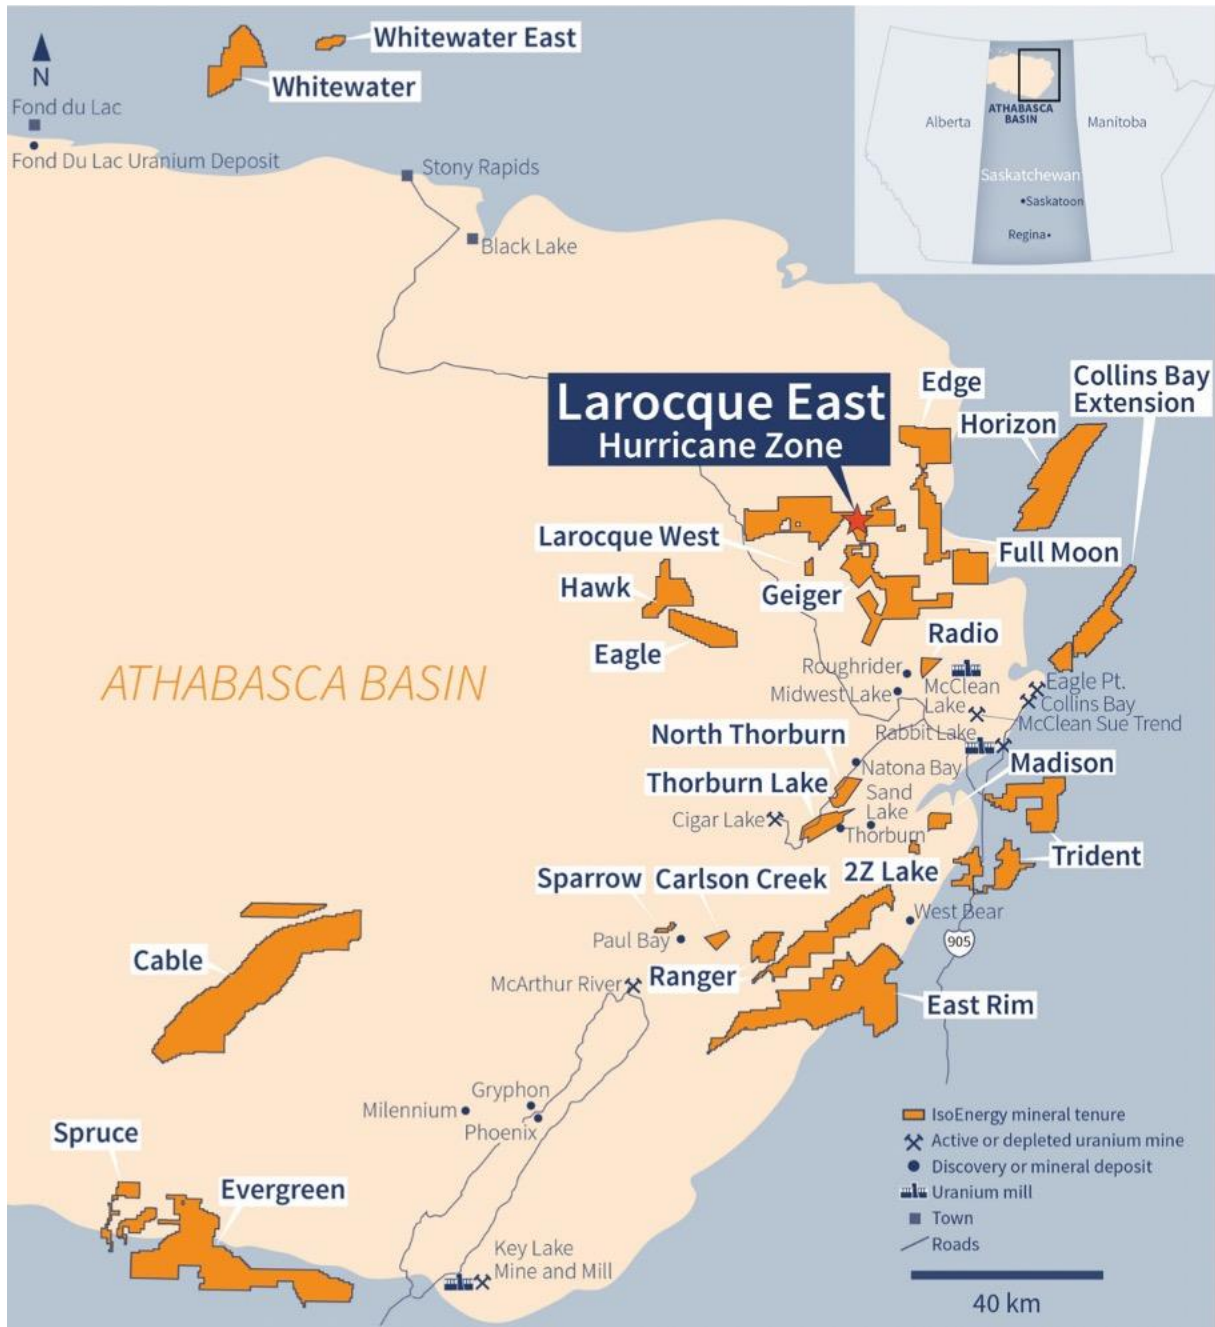 Whitewater East
Whitewater
N
Fond du Lac
Fond Du Lac Uranium Deposit
Stony Rapids
Black Lake
Alberta
ATHABASCA
BASIN
Manitoba
Saskatchewan
Saskatoon
Regina
Larocque East
Hurricane Zone
Edge
Horizon
Collins Bay
Extension
Larocque West
Full Moon
Hawk
Geiger
Eagle
Radio
ATHABASCA BASIN
Roughrider
Midwest Lake
McClean
Lake
Eagle Pt.
Collins Bay
McClean Sue Trend
Rabbit Lake
North Thorburn
Natona Bay
Madison
Thorburn Lake
Sand
Lake
Cigar Lake
Thorburn
Trident
2Z Lake
Sparrow
Carlson Creek
West Bear
905
Paul Bay
Cable
Ranger
McArthur River
East Rim
Gryphon
Milennium
Phoenix
Spruce
Evergreen
Key Lake
Mine and Mill
IsoEnergy mineral tenure
Active or depleted uranium mine
Discovery or mineral deposit
Uranium mill
Town
Roads
40 km